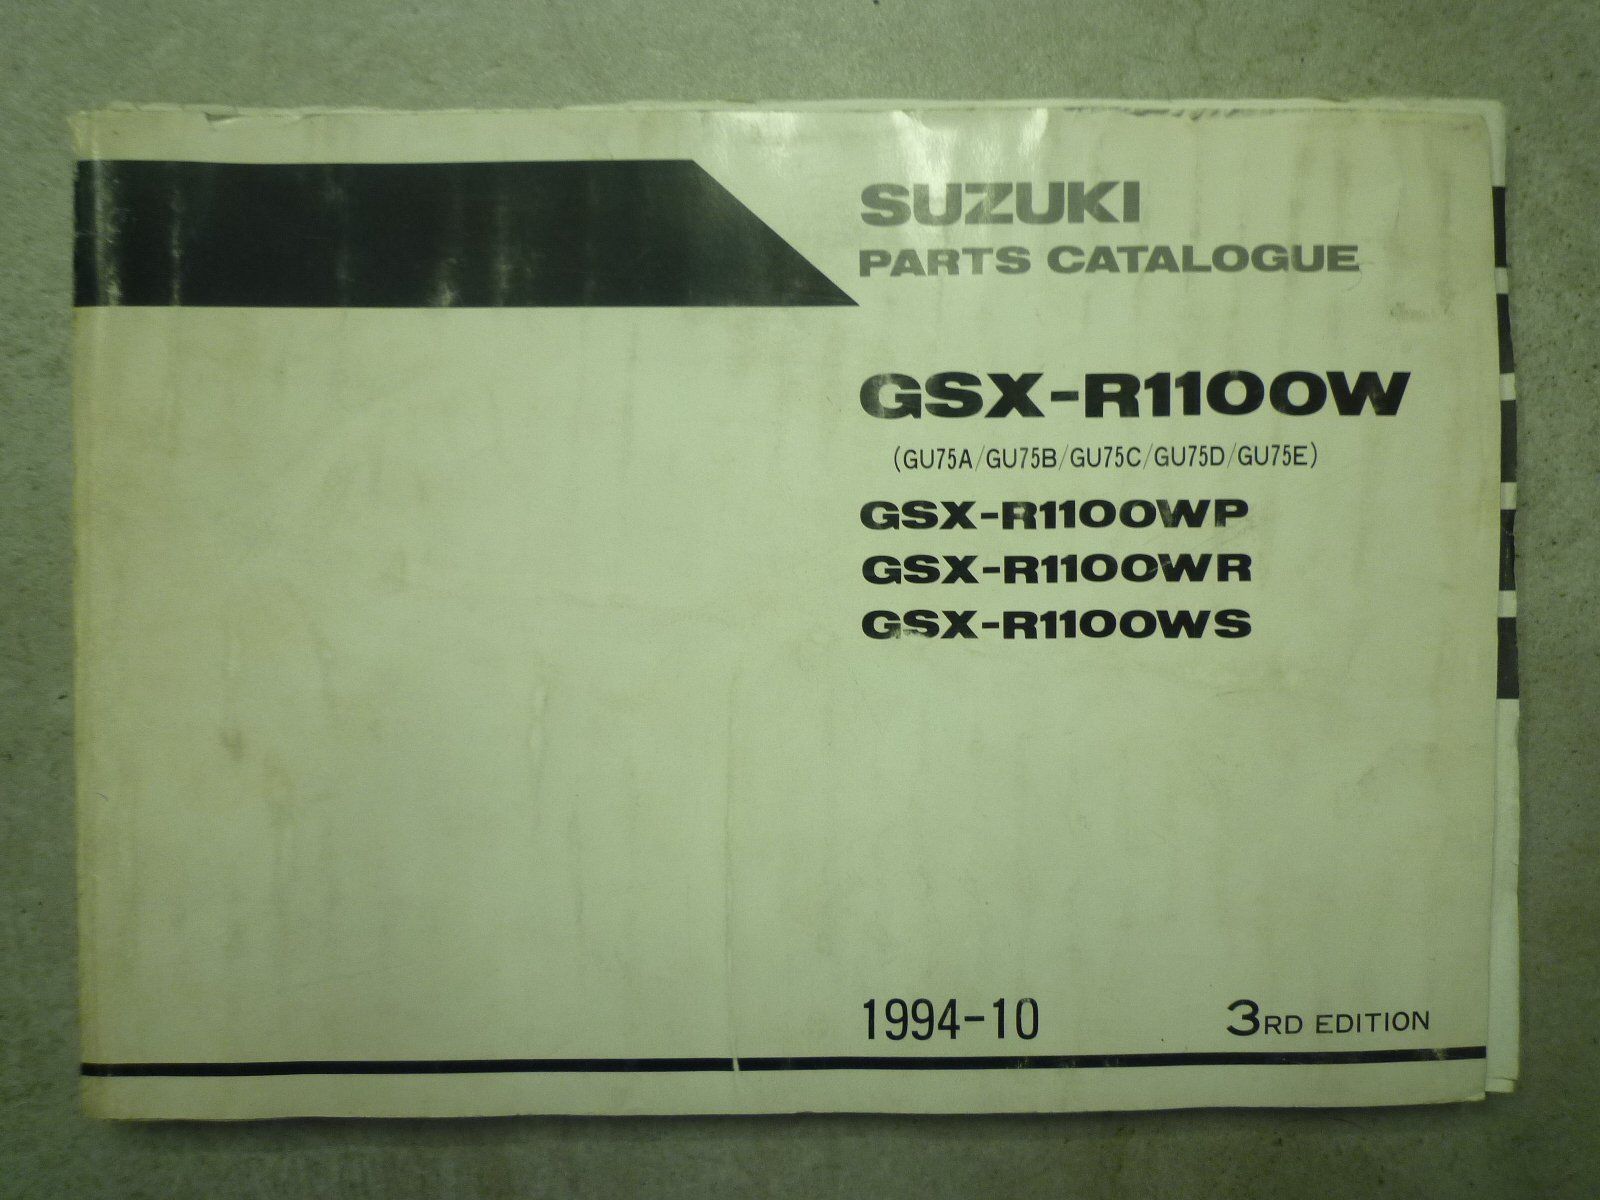 SUZUKI
PARTS CATALOGUE
GSX-R1100W
(GU75A/GU75B/GU75C/GU75D/GU75E)
GSX-R1100WP
GSX-R1100WR
GSX-R1100WS
1994-10 3RD EDITION